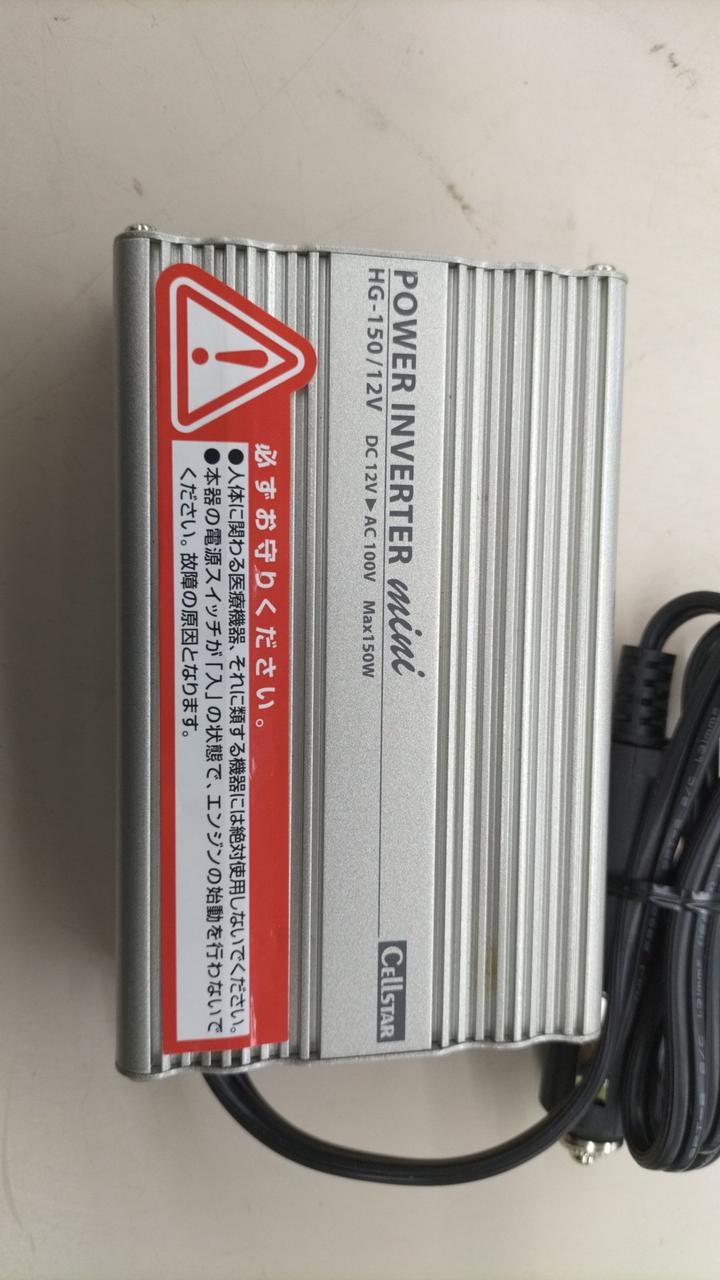 POWER INVERTER mini
HG-150/12V DC 12V▶AC 100V Max150W
CELLSTAR
必ずお守りください。
●人体に関わる医療機器、それに類する機器には絶対使用しないでください。
●本器の電源スイッチが「入」の状態で、エンジンの始動を行わないで
ください。故障の原因となります。